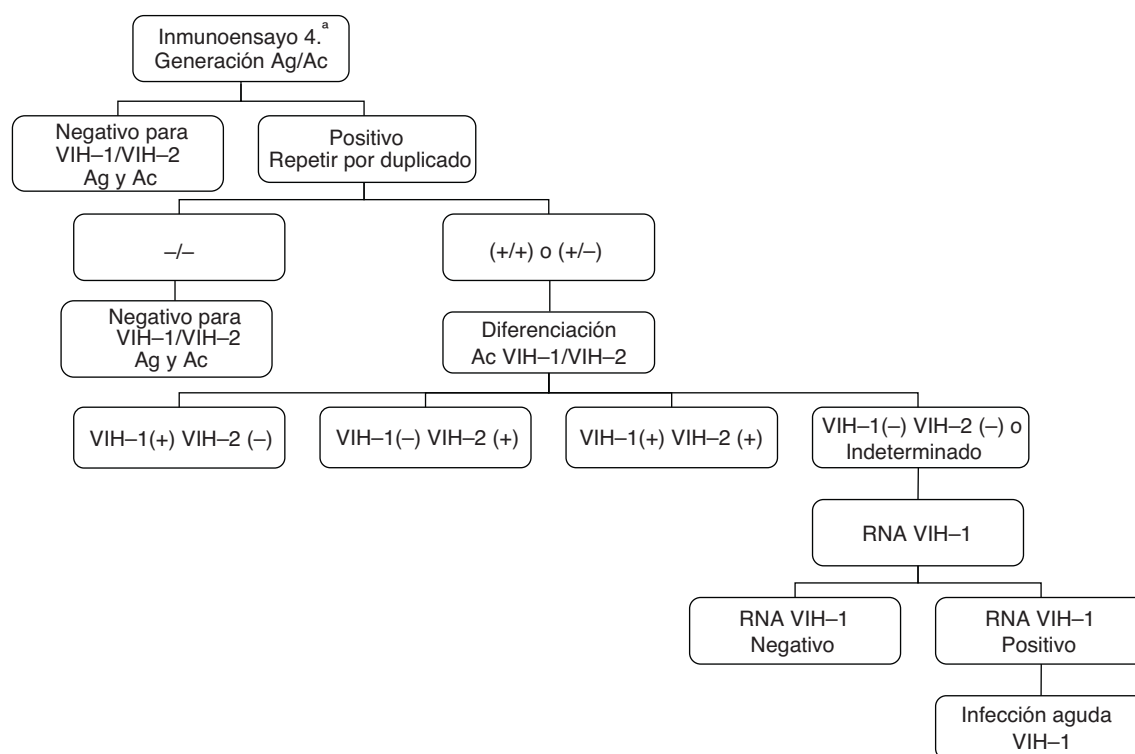 Inmunoensayo 4.ª
Generación Ag/Ac
Negativo para
VIH–1/VIH–2
Ag y Ac
Positivo
Repetir por duplicado
–/–
(+/+) o (+/–)
Negativo para
VIH–1/VIH–2
Ag y Ac
Diferenciación
Ac VIH–1/VIH–2
VIH–1(+) VIH–2 (–)
VIH–1(–) VIH–2 (+)
VIH–1(+) VIH–2 (+)
VIH–1(–) VIH–2 (–) o
Indeterminado
RNA VIH–1
RNA VIH–1
Negativo
RNA VIH–1
Positivo
Infección aguda
VIH–1